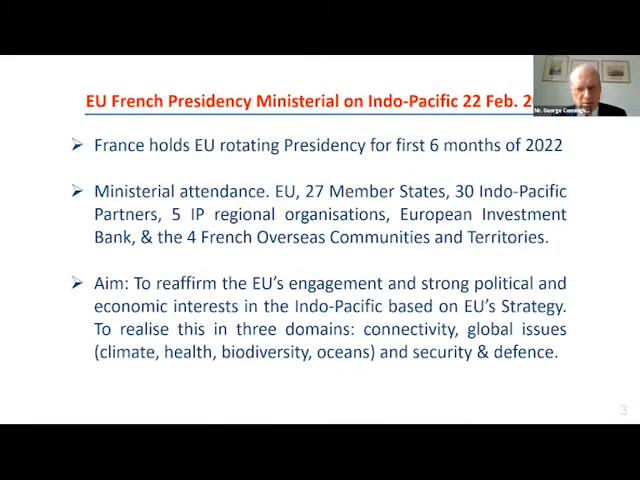 EU French Presidency Ministerial on Indo-Pacific 22 Feb. 2
Mr. George Cunningh
➢ France holds EU rotating Presidency for first 6 months of 2022
➢ Ministerial attendance. EU, 27 Member States, 30 Indo-Pacific
Partners, 5 IP regional organisations, European Investment
Bank, & the 4 French Overseas Communities and Territories.
➢ Aim: To reaffirm the EU's engagement and strong political and
economic interests in the Indo-Pacific based on EU's Strategy.
To realise this in three domains: connectivity, global issues
(climate, health, biodiversity, oceans) and security & defence.
3